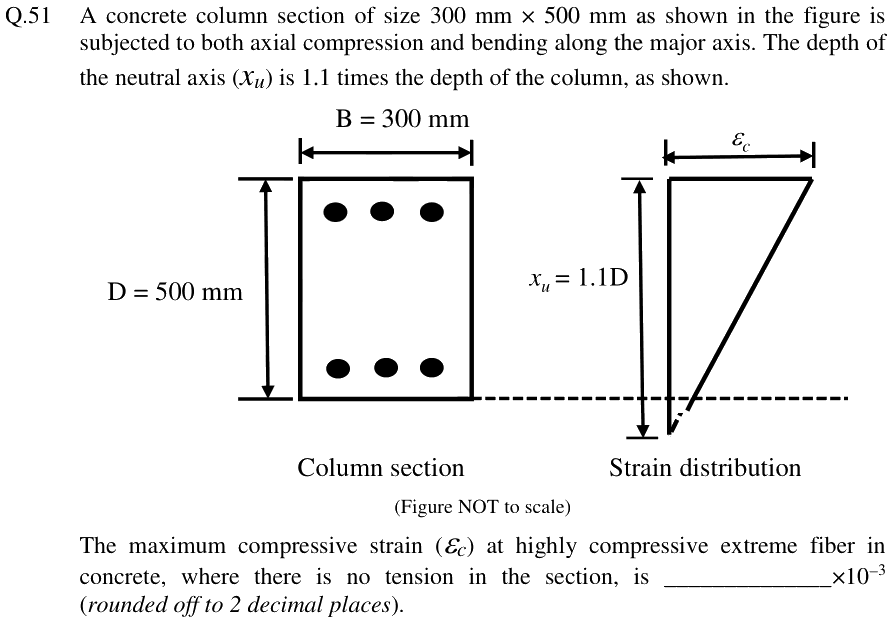 Q.51 A concrete column section of size 300 mm × 500 mm as shown in the figure is
subjected to both axial compression and bending along the major axis. The depth of
the neutral axis (xᵤ) is 1.1 times the depth of the column, as shown.
B = 300 mm
ε꜀
D = 500 mm
xᵤ = 1.1D
Column section
Strain distribution
(Figure NOT to scale)
The maximum compressive strain (ε꜀) at highly compressive extreme fiber in
concrete, where there is no tension in the section, is ______________×10⁻³
(rounded off to 2 decimal places).